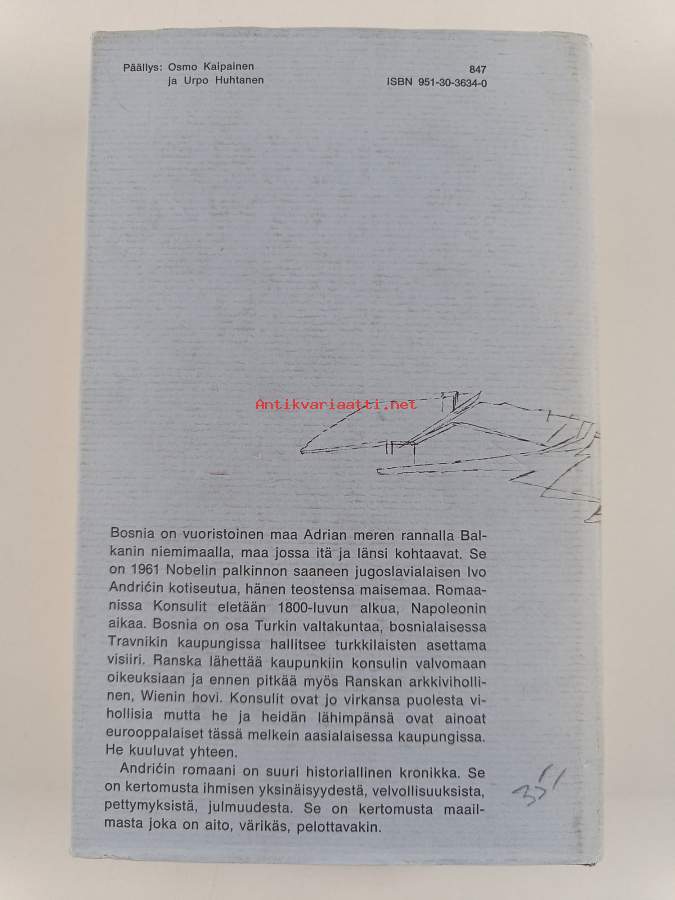 Päällys: Osmo Kaipainen
ja Urpo Huhtanen
847
ISBN 951-30-3634-0
Antikvariaatti.net
Bosnia on vuoristoinen maa Adrian meren rannalla Bal-
kanin niemimaalla, maa jossa itä ja länsi kohtaavat. Se
on 1961 Nobelin palkinnon saaneen jugoslavialaisen Ivo
Andrićin kotiseutua, hänen teostensa maisemaa. Romaa-
nissa Konsulit eletään 1800-luvun alkua, Napoleonin
aikaa. Bosnia on osa Turkin valtakuntaa, bosnialaisessa
Travnikin kaupungissa hallitsee turkkilaisten asettama
visiiri. Ranska lähettää kaupunkiin konsulin valvomaan
oikeuksiaan ja ennen pitkää myös Ranskan arkkiviholli-
nen, Wienin hovi. Konsulit ovat jo virkansa puolesta vi-
hollisia mutta he ja heidän lähimpänsä ovat ainoat
eurooppalaiset tässä melkein aasialaisessa kaupungissa.
He kuuluvat yhteen.
Andrićin romaani on suuri historiallinen kronikka. Se
on kertomusta ihmisen yksinäisyydestä, velvollisuuksista,
pettymyksistä, julmuudesta. Se on kertomusta maail-
masta joka on aito, värikäs, pelottavakin.